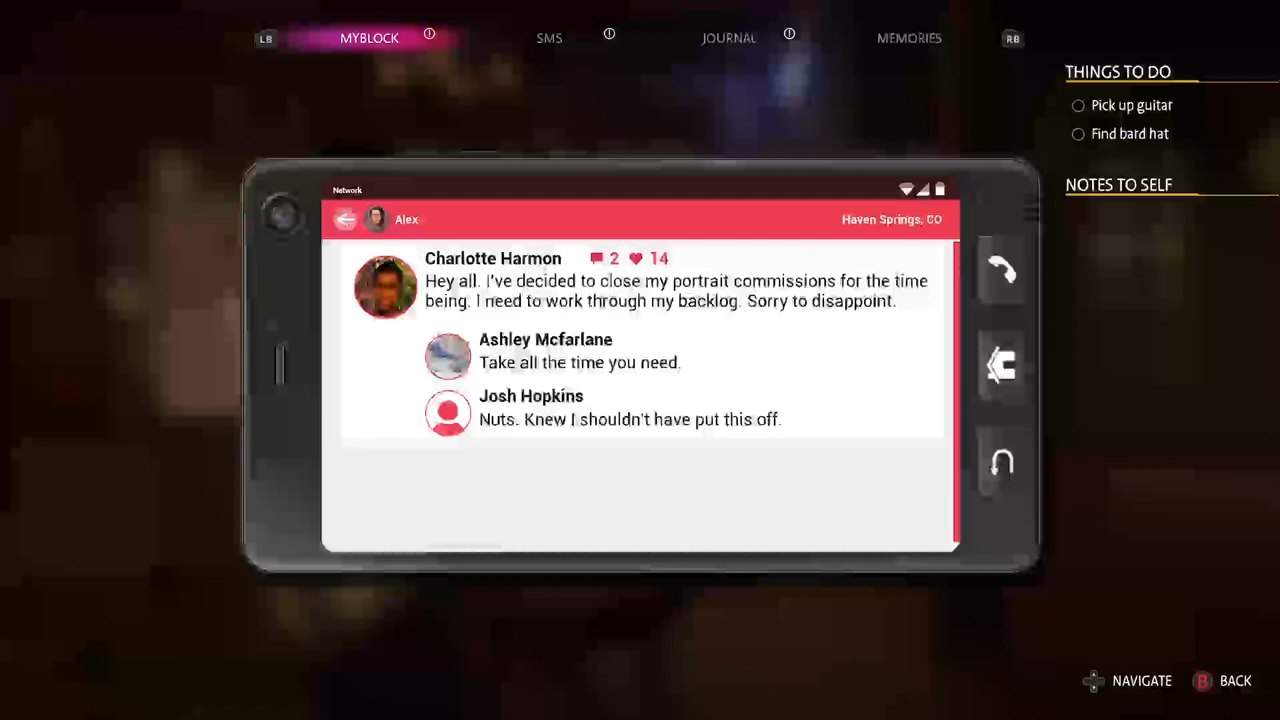 LB
MYBLOCK
SMS
JOURNAL
MEMORIES
RB
THINGS TO DO
Pick up guitar
Find bard hat
NOTES TO SELF
Network
Alex
Haven Springs, CO
Charlotte Harmon 2 14
Hey all. I've decided to close my portrait commissions for the time
being. I need to work through my backlog. Sorry to disappoint.
Ashley Mcfarlane
Take all the time you need.
Josh Hopkins
Nuts. Knew I shouldn't have put this off.
NAVIGATE
B BACK